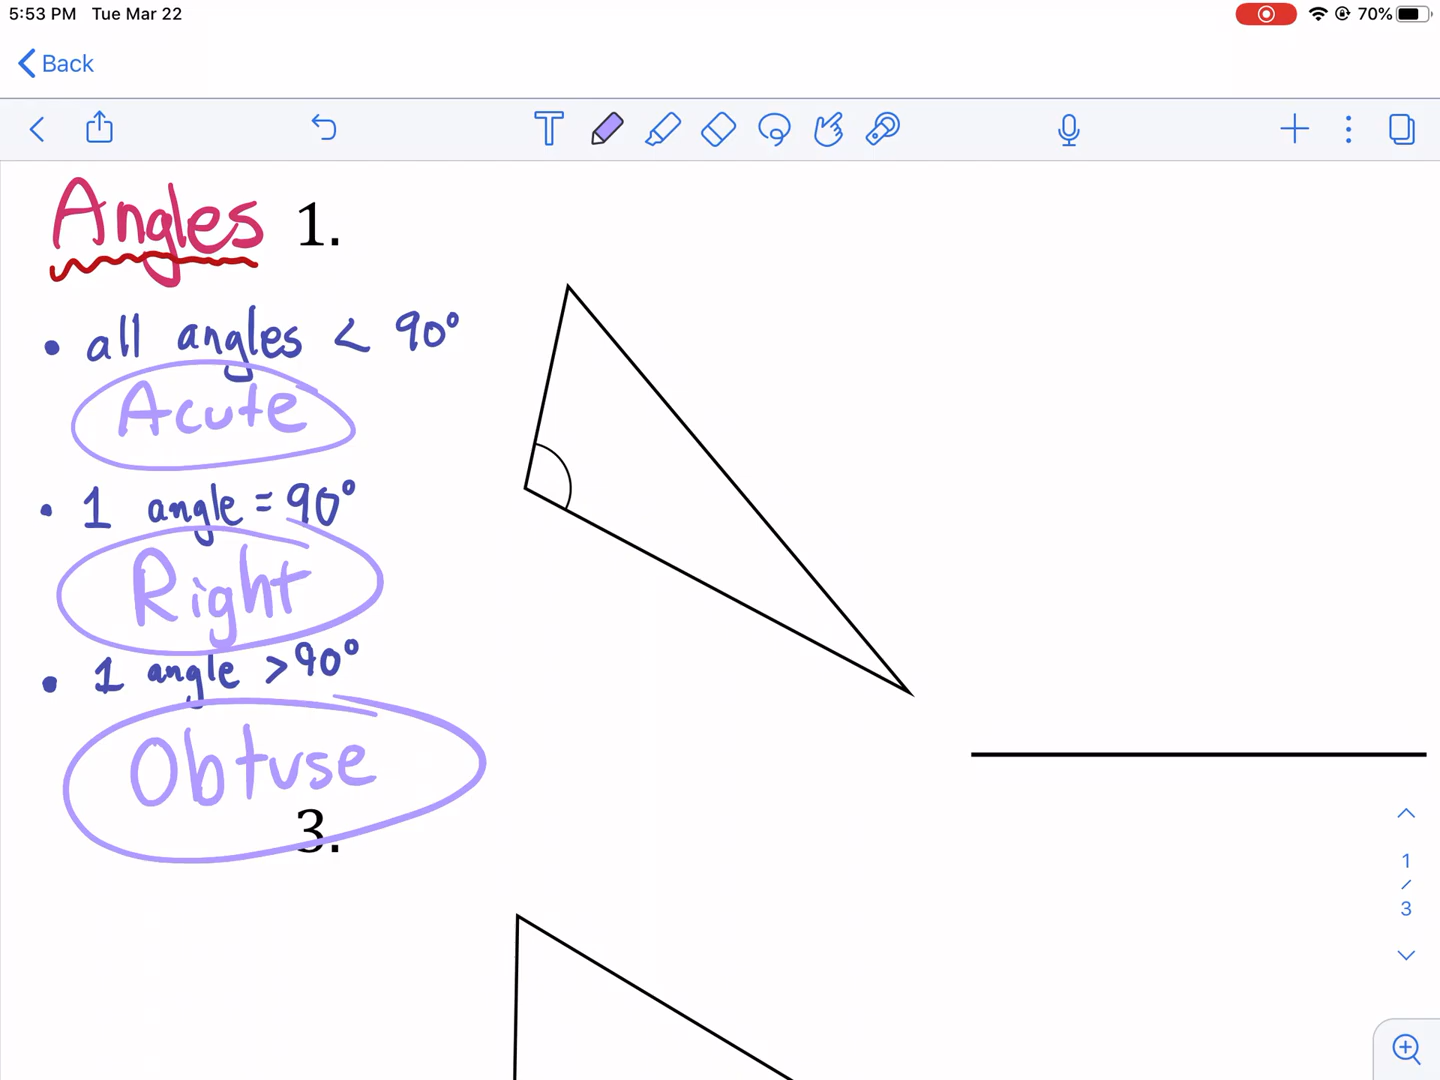 5:53 PM Tue Mar 22
70%
Back
Angles 1.
• all angles < 90°
Acute
• 1 angle = 90°
Right
• 1 angle > 90°
Obtuse
3.
1
/
3